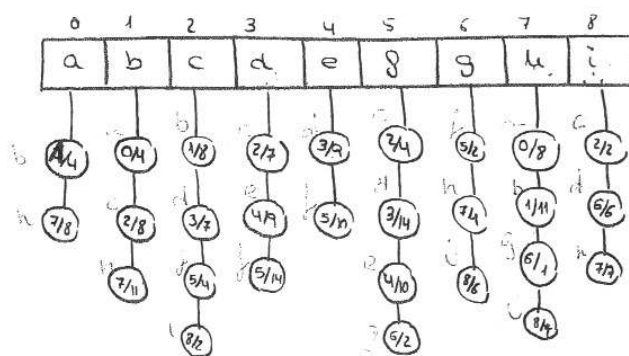 0 1 2 3 4 5 6 7 8
a b c d e f g h i
b 1/4 0/4 b 1/8 2/7 d 3/9 2/4 5/2 0/8 c 2/2
h 7/8 c 2/8 d 3/7 e 4/9 f 5/11 d 3/14 h 7/1 b 1/11 d 6/6
h 7/11 5/4 f 5/14 e 4/10 i 8/6 g 6/1 h 7/7
i 8/2 g 6/2 i 8/7